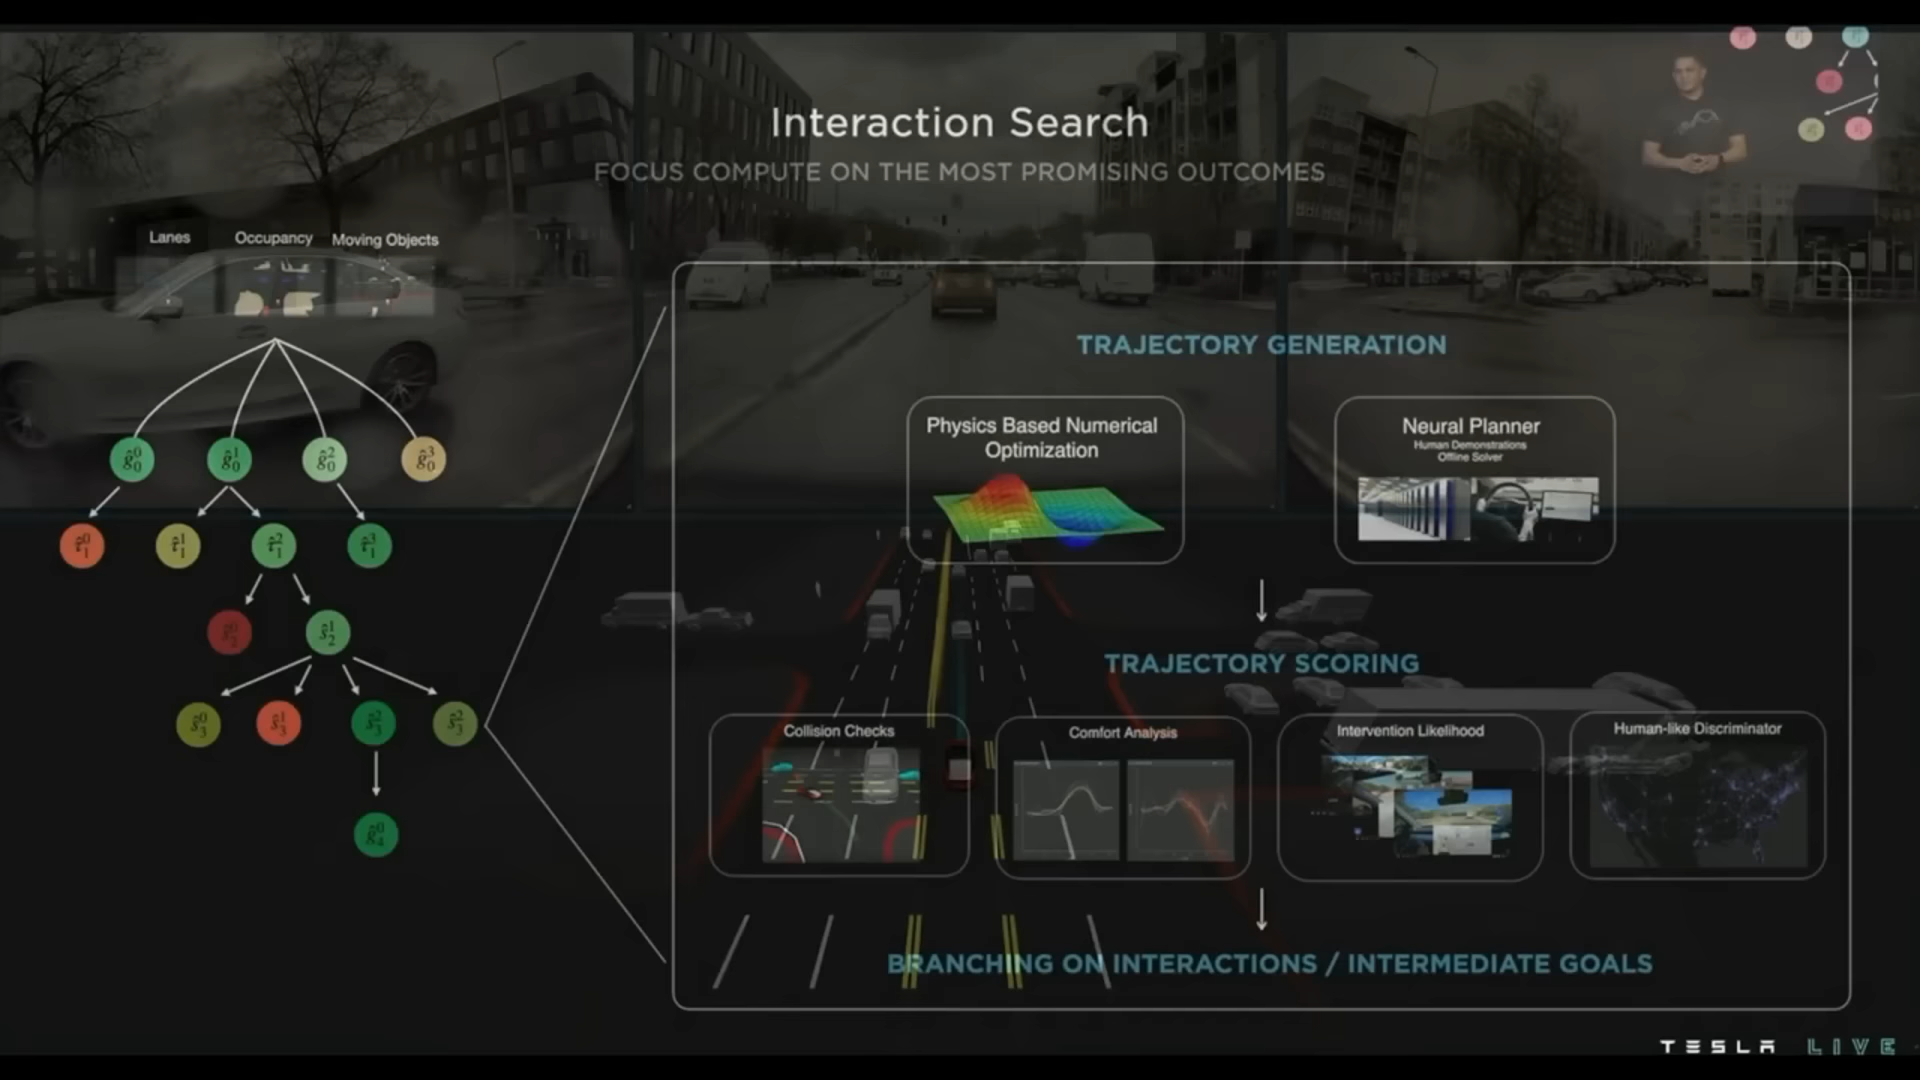 Interaction Search
FOCUS COMPUTE ON THE MOST PROMISING OUTCOMES
Lanes
Occupancy
Moving Objects
TRAJECTORY GENERATION
Physics Based Numerical
Optimization
Neural Planner
Human Demonstrations
Offline Solver
TRAJECTORY SCORING
Collision Checks
Comfort Analysis
Intervention Likelihood
Human-like Discriminator
BRANCHING ON INTERACTIONS / INTERMEDIATE GOALS
TESLA LIVE